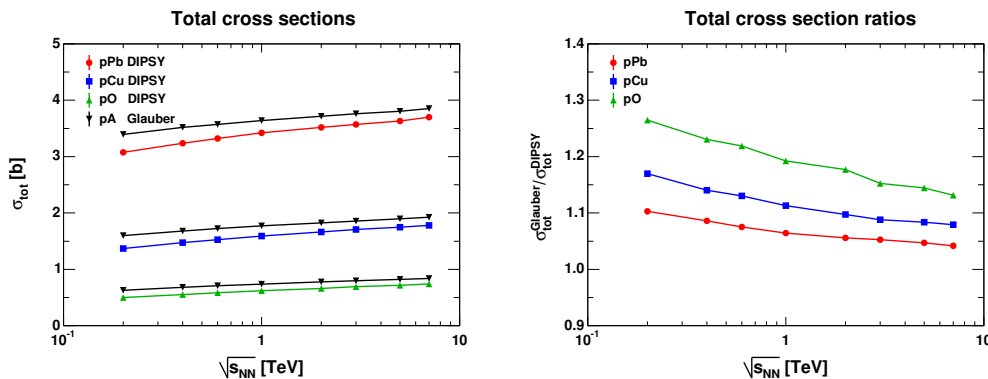 Total cross sections
σtot [b]
5
4
3
2
1
0
pPb DIPSY
pCu DIPSY
pO DIPSY
pA Glauber
10-1
1
10
√sNN [TeV]
Total cross section ratios
σtotGlauber/σtotDIPSY
1.4
1.3
1.2
1.1
1.0
0.9
pPb
pCu
pO
10-1
1
10
√sNN [TeV]